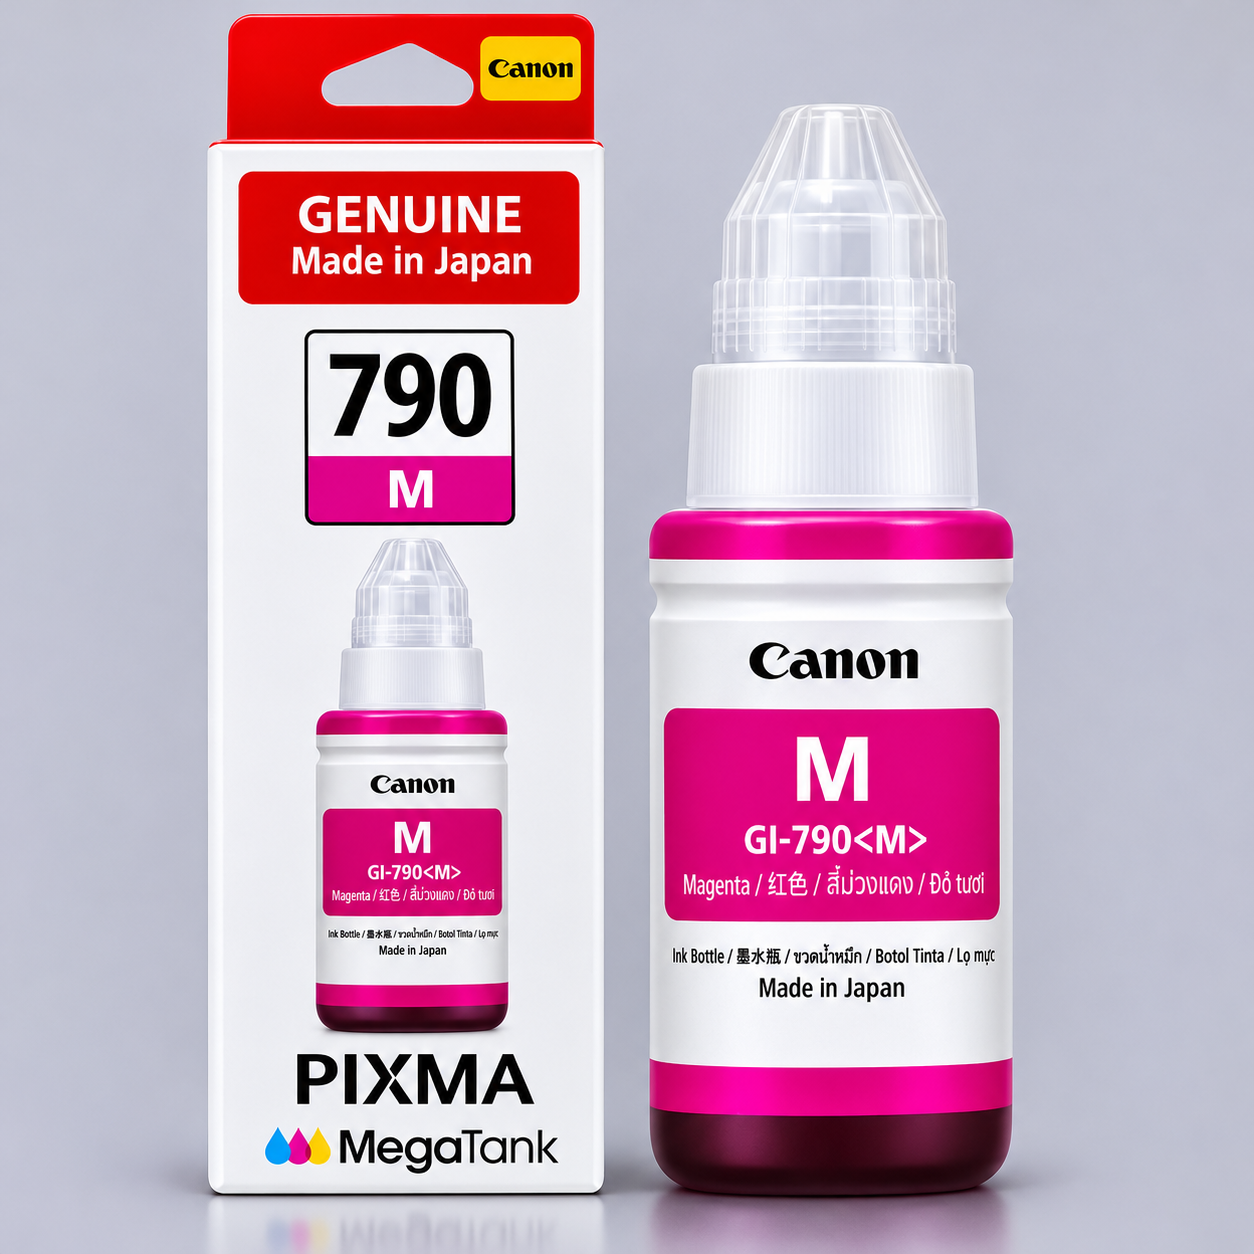 Canon
GENUINE
Made in Japan
790
M
Canon
M
GI-790<M>
Magenta / 红色 / สีม่วงแดง / Đỏ tươi
Ink Bottle / 墨水瓶 / ขวดน้ำหมึก / Botol Tinta / Lọ mực
Made in Japan
PIXMA
MegaTank
Canon
M
GI-790<M>
Magenta / 红色 / สีม่วงแดง / Đỏ tươi
Ink Bottle / 墨水瓶 / ขวดน้ำหมึก / Botol Tinta / Lọ mực
Made in Japan